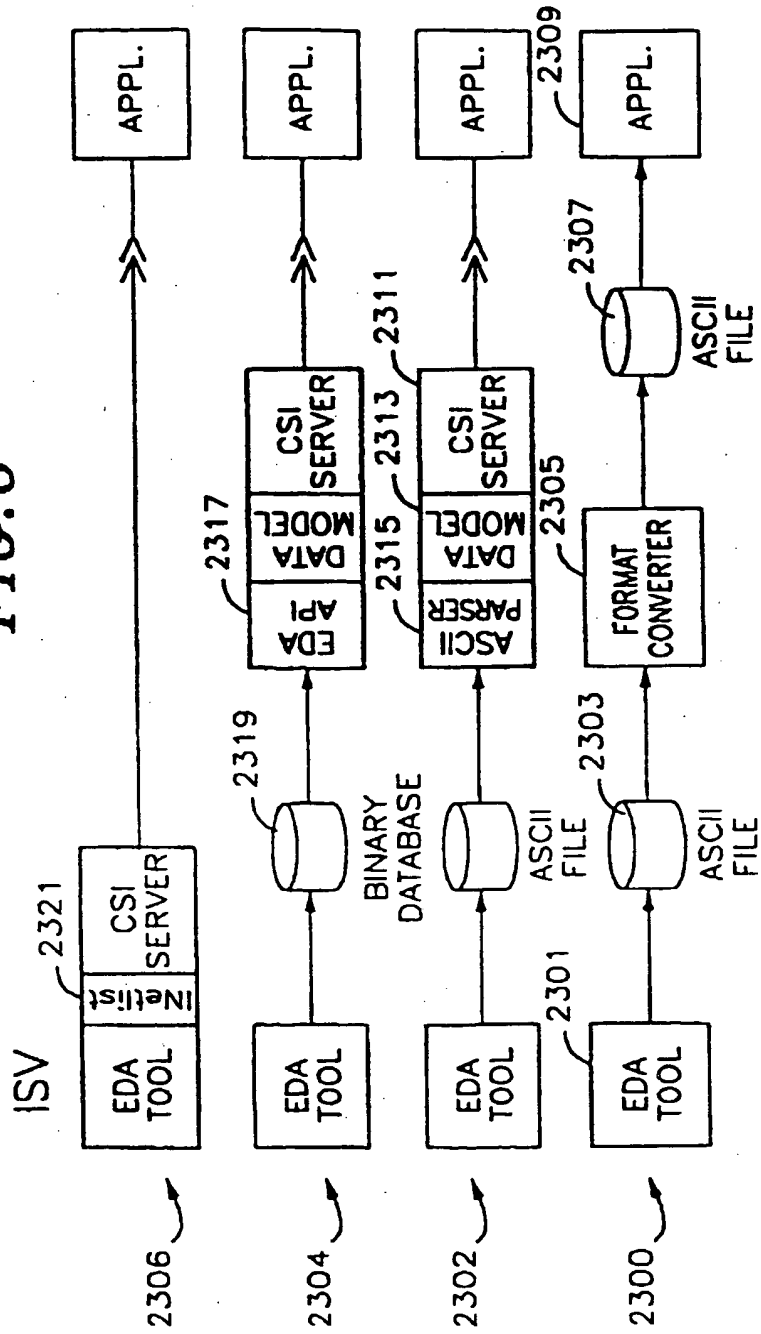 FIG.
ISV
2306
EDA
TOOL
INetlist
2321
CSI
SERVER
APPL.
2304
EDA
TOOL
2319
BINARY
DATABASE
2317
EDA
API
DATA
MODEL
CSI
SERVER
APPL.
2302
EDA
TOOL
ASCII
FILE
2315
ASCII
PARSER
2313
DATA
MODEL
2311
CSI
SERVER
APPL.
2300
2301
EDA
TOOL
2303
ASCII
FILE
2305
FORMAT
CONVERTER
2307
ASCII
FILE
2309
APPL.